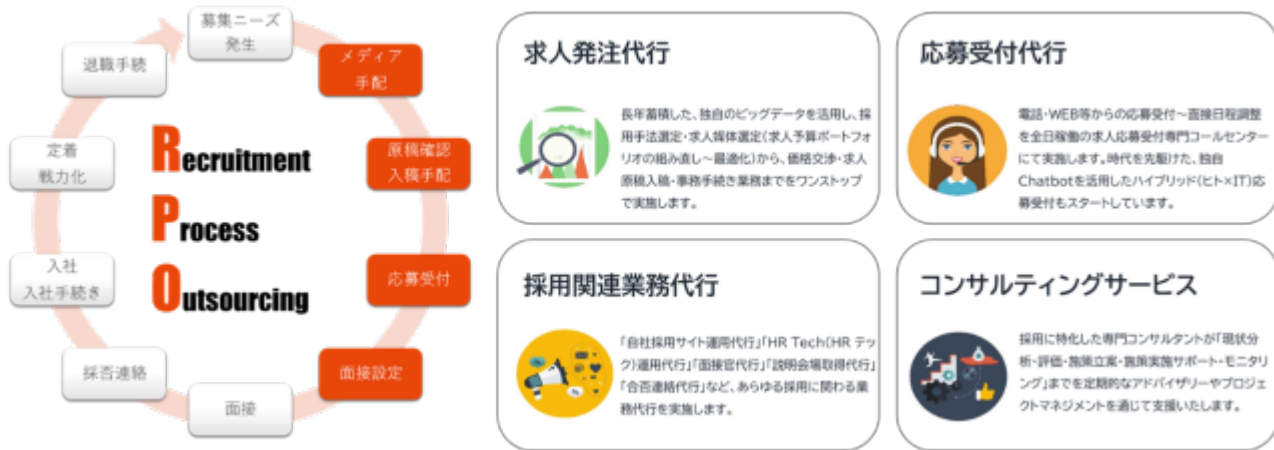 募集ニーズ
発生
メディア
手配
原稿確認
入稿手配
応募受付
面接設定
面接
採否連絡
入社
入社手続き
定着
戦力化
退職手続
Recruitment
Process
Outsourcing
求人発注代行
長年蓄積した、独自のビッグデータを活用し、採
用手法選定・求人媒体選定(求人予算ポートフォ
リオの組み直し～最適化)から、価格交渉・求人
原稿入稿・事務手続き業務までをワンストップ
で実施します。
応募受付代行
電話・WEB等からの応募受付～面接日程調整
を全日稼働の求人応募受付専門コールセンター
にて実施します。時代を先駆けた、独自
Chatbotを活用したハイブリッド(ヒト×IT)応
募受付もスタートしています。
採用関連業務代行
「自社採用サイト運用代行」「HR Tech(HR テッ
ク)運用代行」「面接官代行」「説明会場取得代行」
「合否連絡代行」など、あらゆる採用に関わる業
務代行を実施します。
コンサルティングサービス
採用に特化した専門コンサルタントが「現状分
析・評価・施策立案・施策実施サポート・モニタリ
ング」までを定期的なアドバイザリーやプロジェ
クトマネジメントを通じて支援いたします。